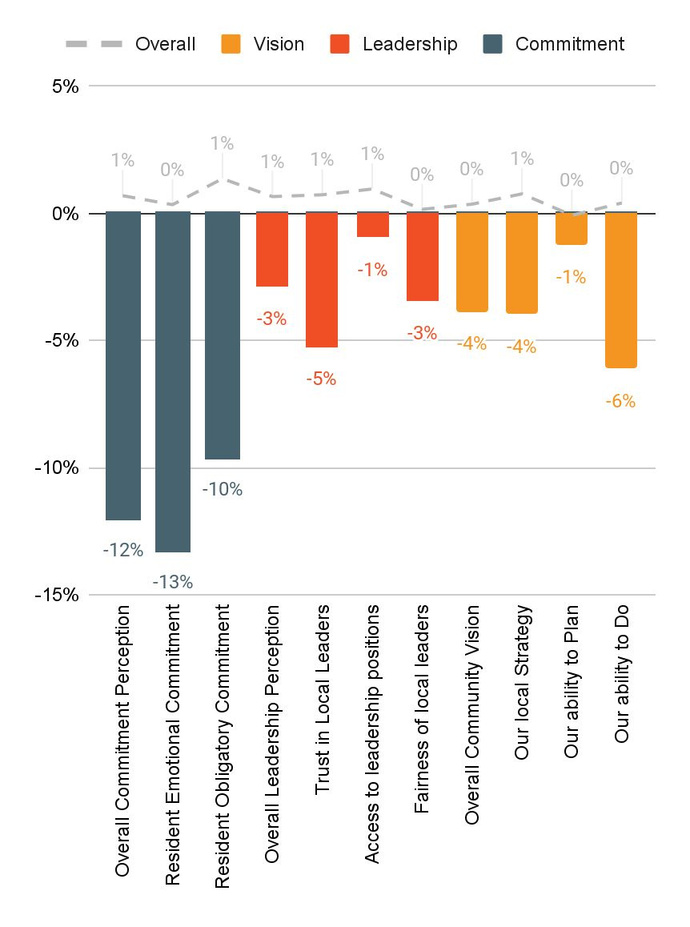 Overall Vision Leadership Commitment
5%
1% 0% 1% 1% 1% 1% 0% 0% 1% 0% 0%
0%
-1% -1%
-3% -3% -4% -4%
-5%
-5%
-6%
-10%
-10%
-12%
-13%
-15%
Overall Commitment Perception
Resident Emotional Commitment
Resident Obligatory Commitment
Overall Leadership Perception
Trust in Local Leaders
Access to leadership positions
Fairness of local leaders
Overall Community Vision
Our local Strategy
Our ability to Plan
Our ability to Do